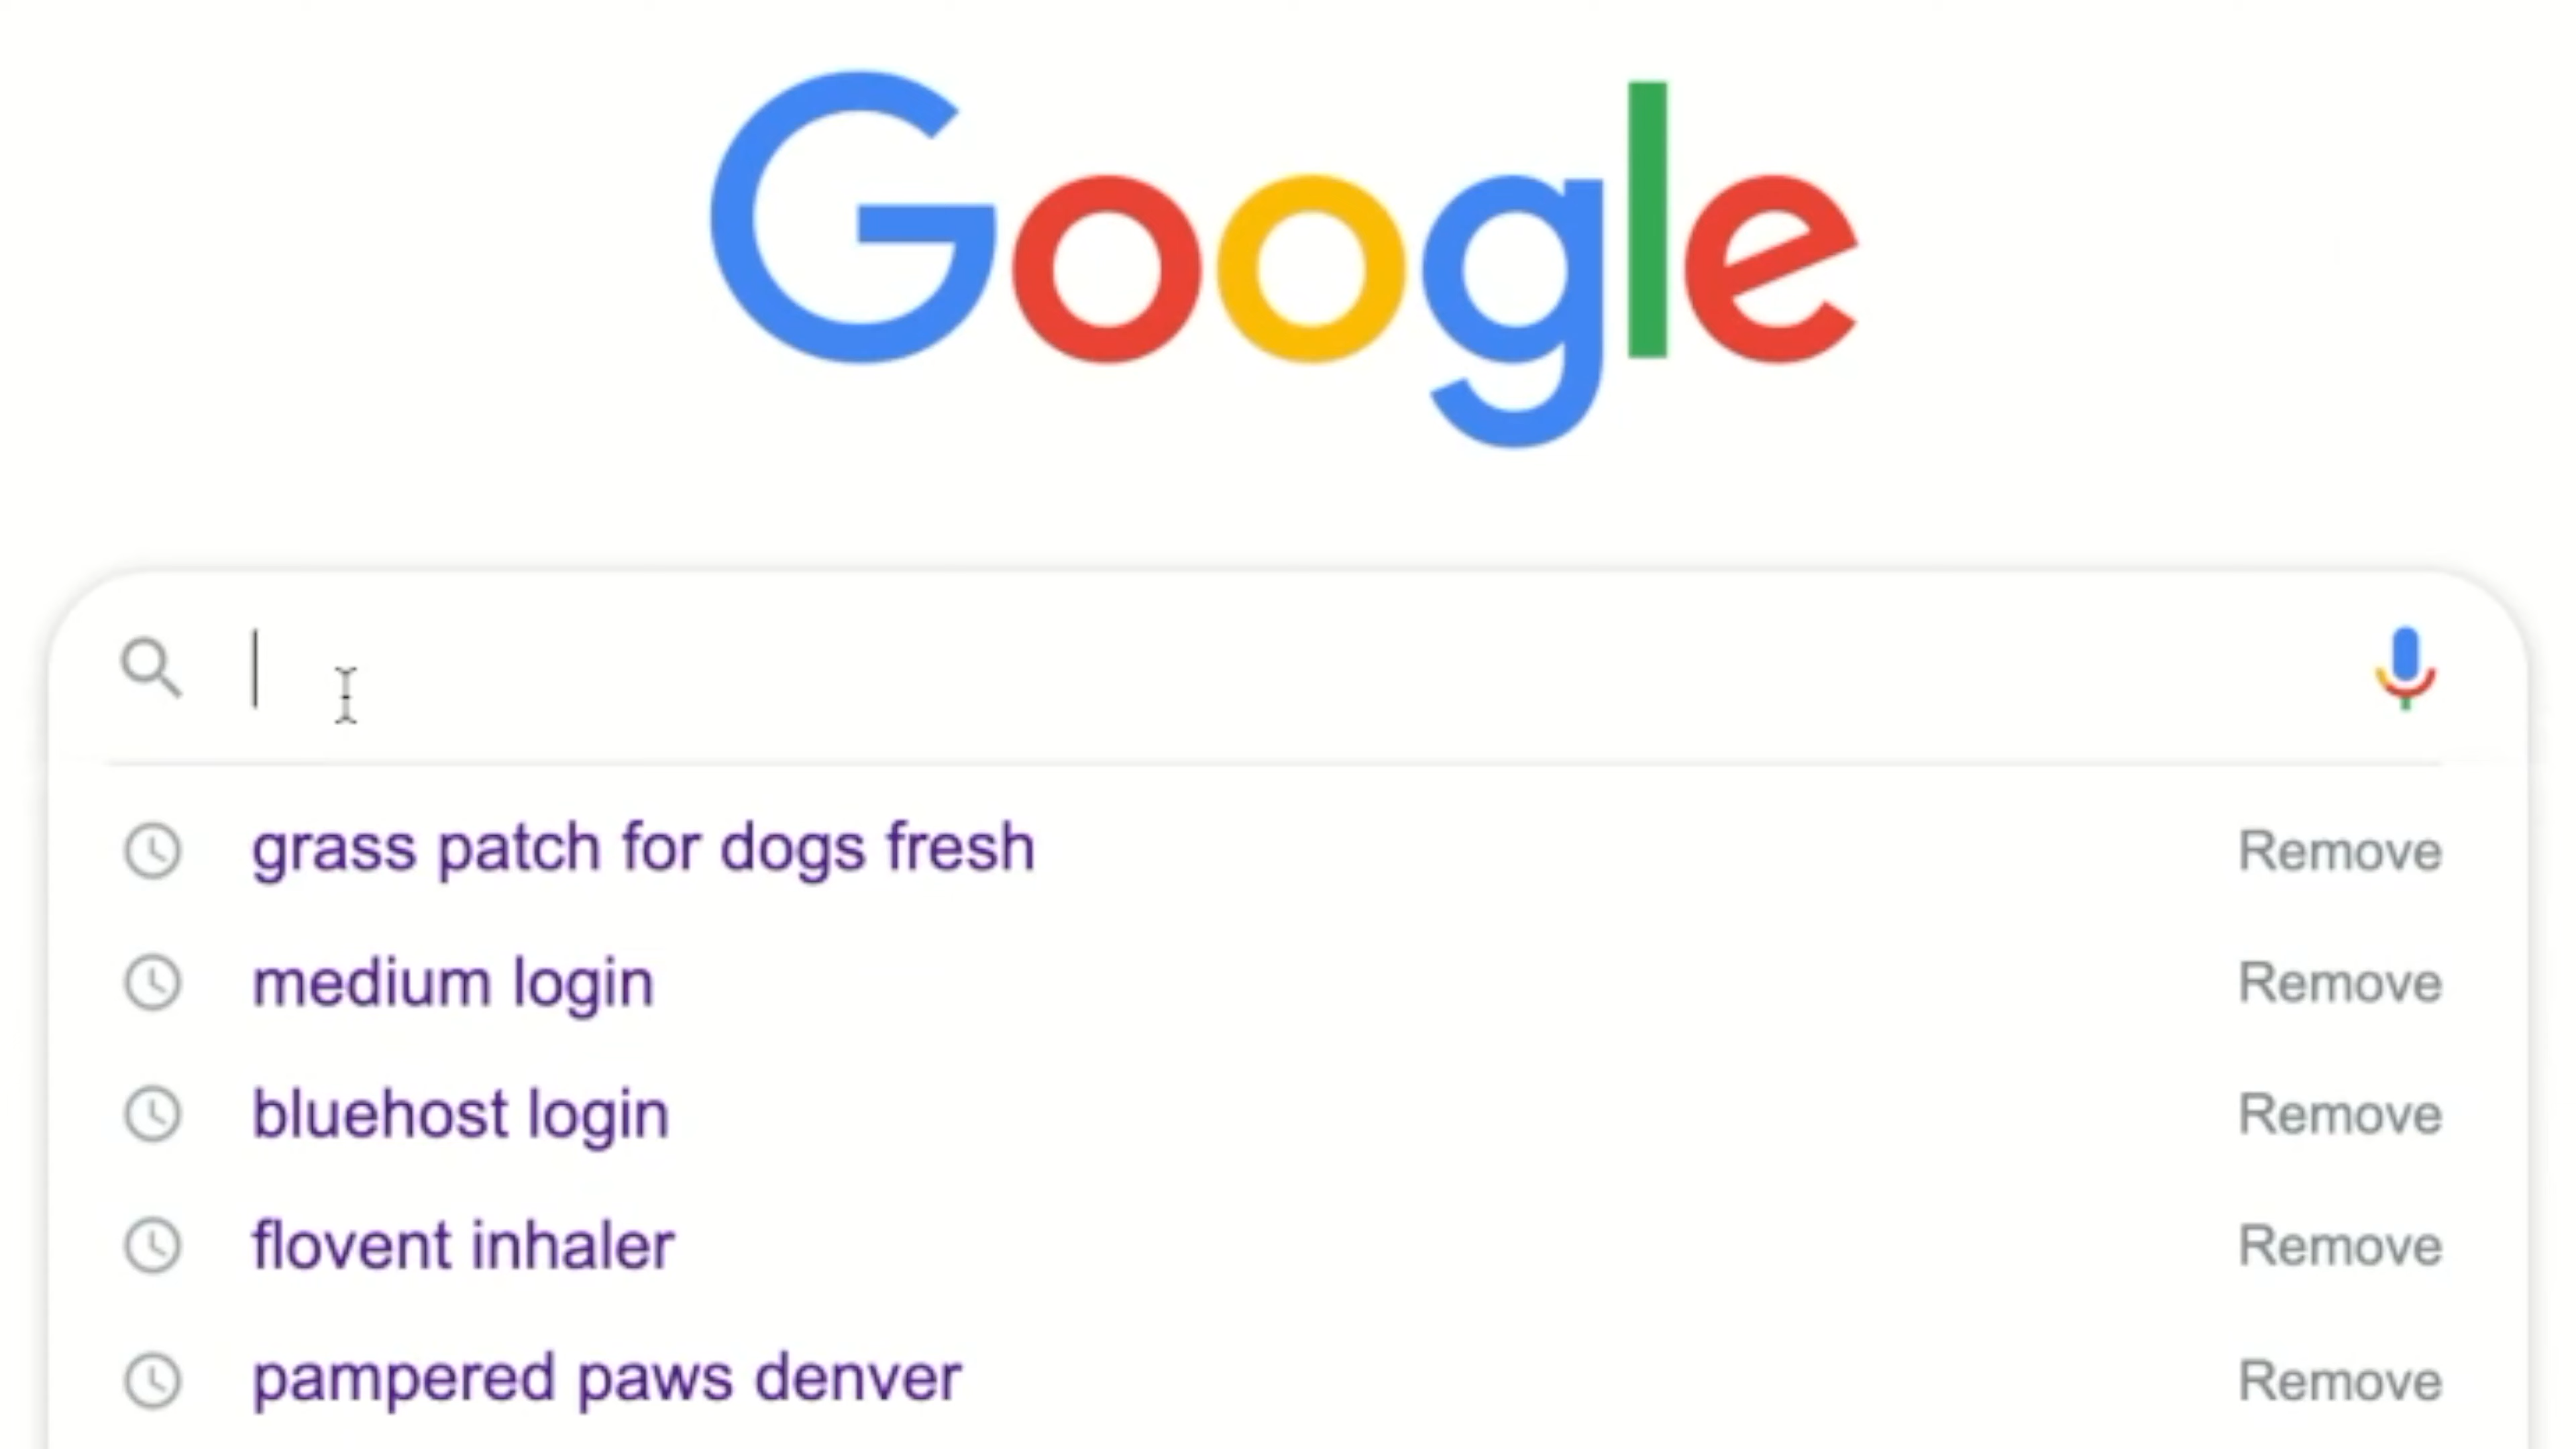 Google
grass patch for dogs fresh Remove
medium login Remove
bluehost login Remove
flovent inhaler Remove
pampered paws denver Remove